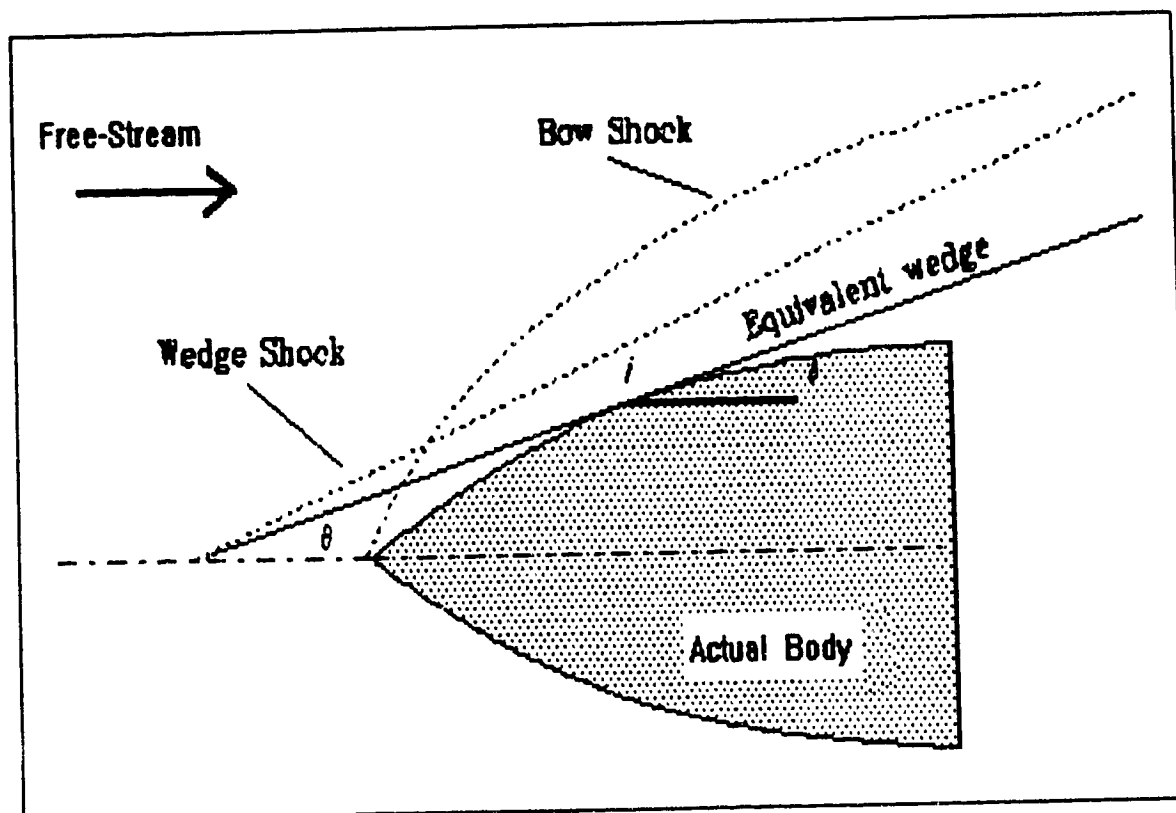 Free-Stream
Bow Shock
Equivalent wedge
Wedge Shock
i
θ
Actual Body